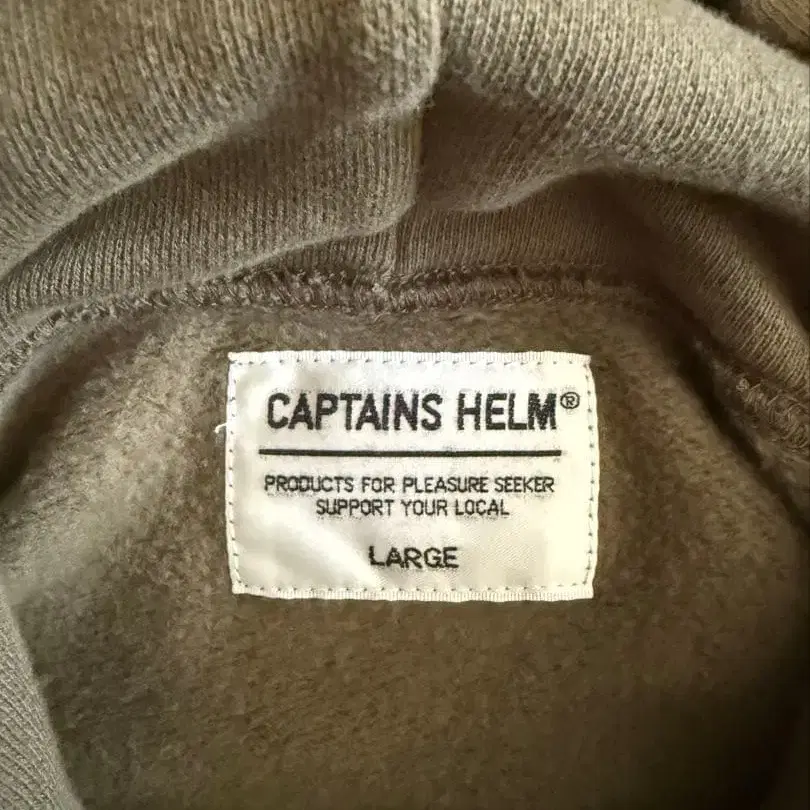 CAPTAINS HELM®
PRODUCTS FOR PLEASURE SEEKER
SUPPORT YOUR LOCAL
LARGE